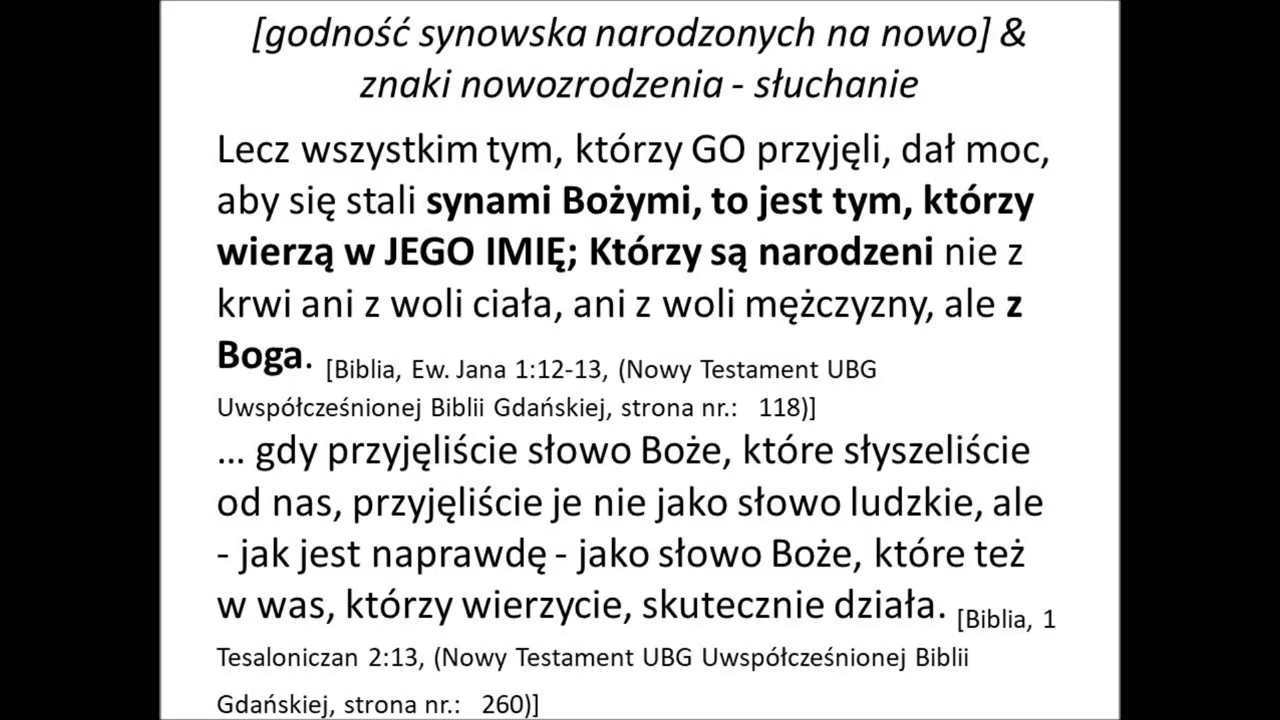 [godność synowska narodzonych na nowo] &
znaki nowozrodzenia - słuchanie
Lecz wszystkim tym, którzy GO przyjęli, dał moc,
aby się stali synami Bożymi, to jest tym, którzy
wierzą w JEGO IMIĘ; Którzy są narodzeni nie z
krwi ani z woli ciała, ani z woli mężczyzny, ale z
Boga. [Biblia, Ew. Jana 1:12-13, (Nowy Testament UBG
Uwspółcześnionej Biblii Gdańskiej, strona nr.: 118)]
... gdy przyjęliście słowo Boże, które słyszeliście
od nas, przyjęliście je nie jako słowo ludzkie, ale
- jak jest naprawdę - jako słowo Boże, które też
w was, którzy wierzycie, skutecznie działa. [Biblia, 1
Tesaloniczan 2:13, (Nowy Testament UBG Uwspółcześnionej Biblii
Gdańskiej, strona nr.: 260)]